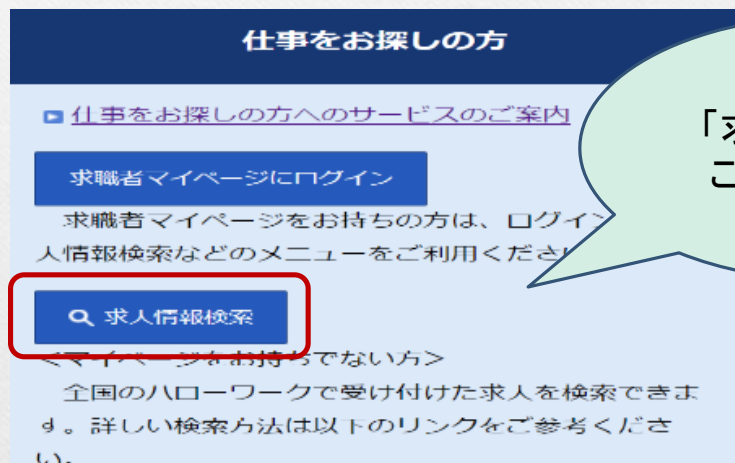 仕事をお探しの方
仕事をお探しの方へのサービスのご案内
求職者マイページにログイン
求職者マイページをお持ちの方は、ログイン
人情報検索などのメニューをご利用くださ
求人情報検索
<マイページをお持ちでない方>
全国のハローワークで受け付けた求人を検索できま
す。詳しい検索方法は以下のリンクをご参考くださ
い。
「求
こ